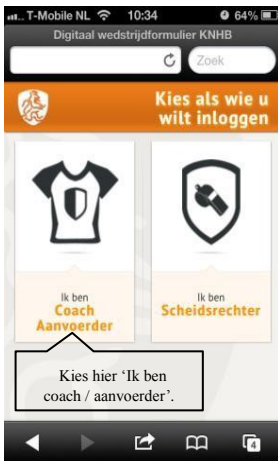 T-Mobile NL 10:34 64%
Digitaal wedstrijdformulier KNHB
Zoek
Kies als wie u
wilt inloggen
Ik ben
Coach
Aanvoerder
Ik ben
Scheidsrechter
Kies hier ‘Ik ben
coach / aanvoerder’.
4